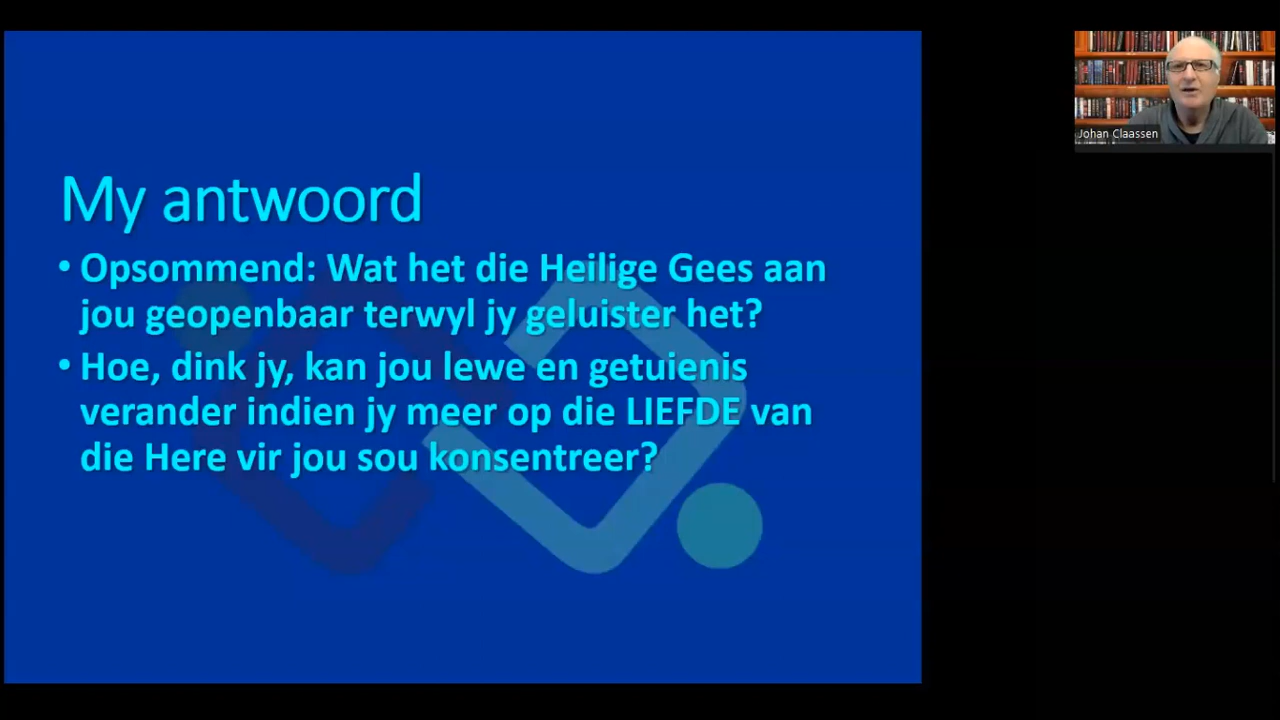 My antwoord
• Opsommend: Wat het die Heilige Gees aan
jou geopenbaar terwyl jy geluister het?
• Hoe, dink jy, kan jou lewe en getuienis
verander indien jy meer op die LIEFDE van
die Here vir jou sou konsentreer?
Johan Claassen